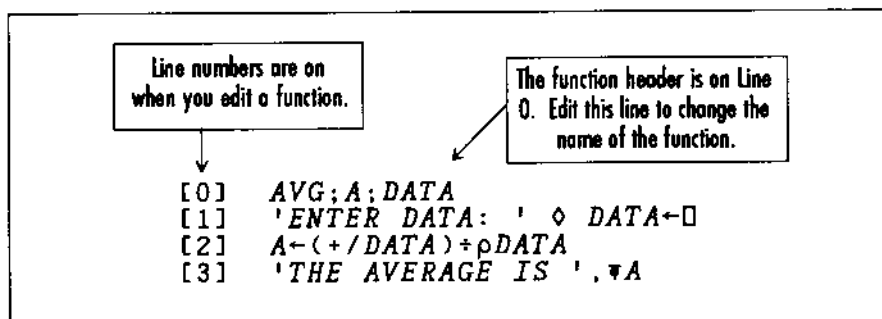 Line numbers are on
when you edit a function.
The function header is on Line
0. Edit this line to change the
name of the function.
[0] AVG;A;DATA
[1] 'ENTER DATA: ' ◊ DATA←⎕
[2] A←(+/DATA)÷⍴DATA
[3] 'THE AVERAGE IS ',⍕A